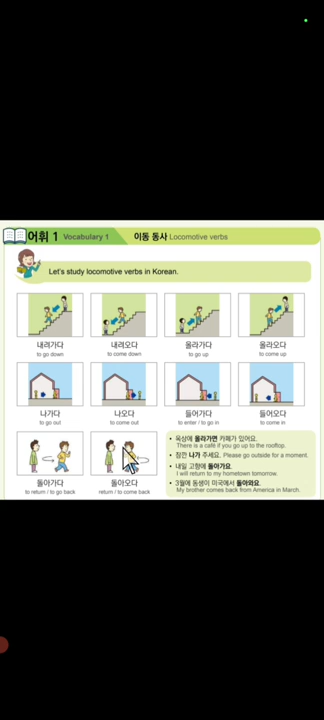 어휘 1 Vocabulary 1 이동 동사 Locomotive verbs
Let's study locomotive verbs in Korean.
내려가다 내려오다 올라가다 올라오다
to go down to come down to go up to come up
나가다 나오다 들어가다 들어오다
to go out to come out to enter / to go in to come in
돌아가다 돌아오다
to return / to go back return / to come back
• 옥상에 올라가면 카페가 있어요.
There is a café if you go up to the rooftop.
• 잠깐 나가 주세요. Please go outside for a moment.
• 내일 고향에 돌아가요.
I will return to my hometown tomorrow.
• 3월에 동생이 미국에서 돌아와요.
My brother comes back from America in March.